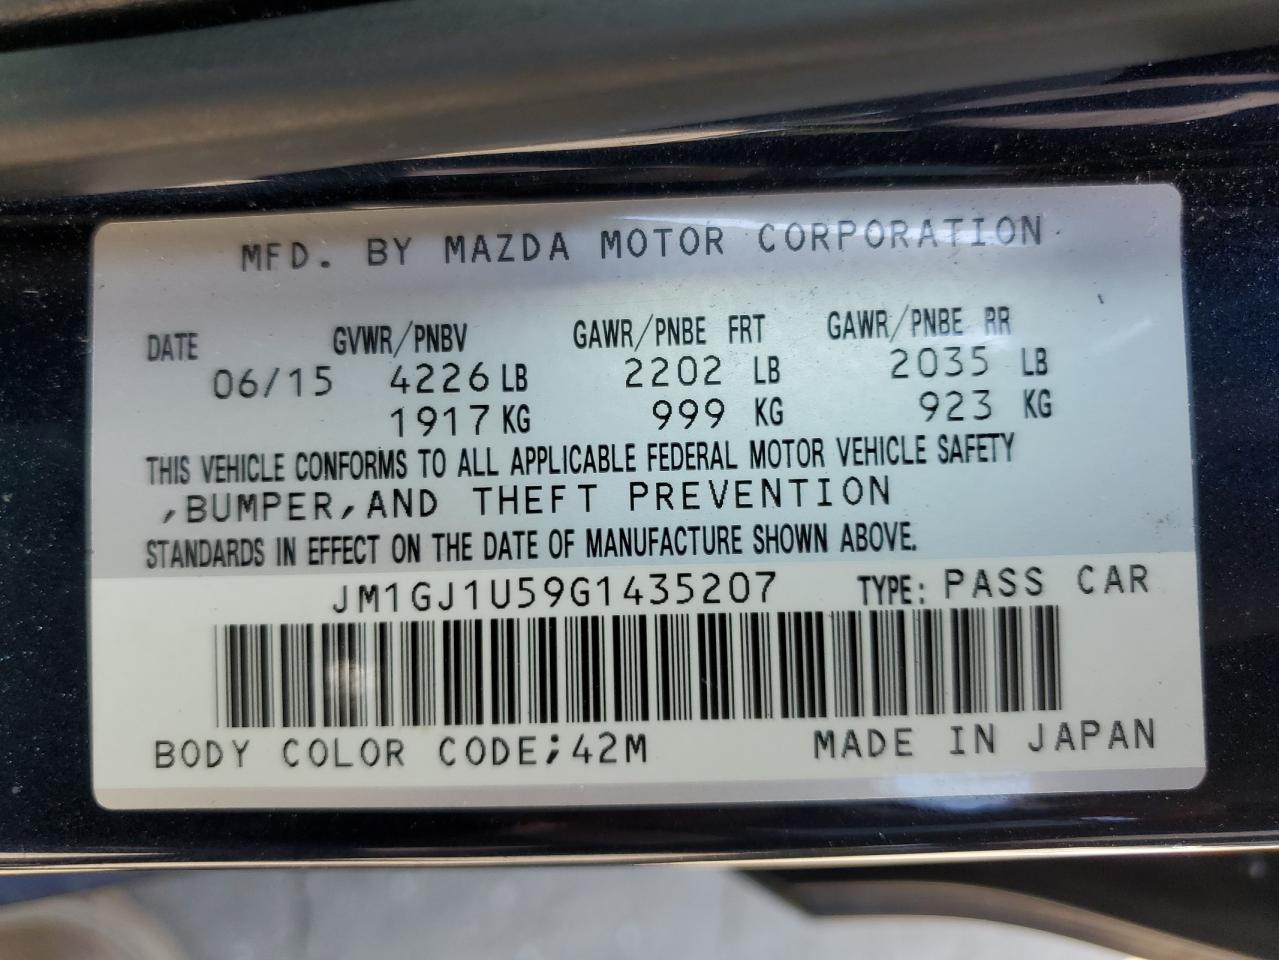 MFD. BY MAZDA MOTOR CORPORATION
DATE GVWR/PNBV GAWR/PNBE FRT GAWR/PNBE RR
06/15 4226 LB 2202 LB 2035 LB
1917 KG 999 KG 923 KG
THIS VEHICLE CONFORMS TO ALL APPLICABLE FEDERAL MOTOR VEHICLE SAFETY
,BUMPER,AND THEFT PREVENTION
STANDARDS IN EFFECT ON THE DATE OF MANUFACTURE SHOWN ABOVE.
JM1GJ1U59G1435207 TYPE: PASS CAR
BODY COLOR CODE;42M MADE IN JAPAN